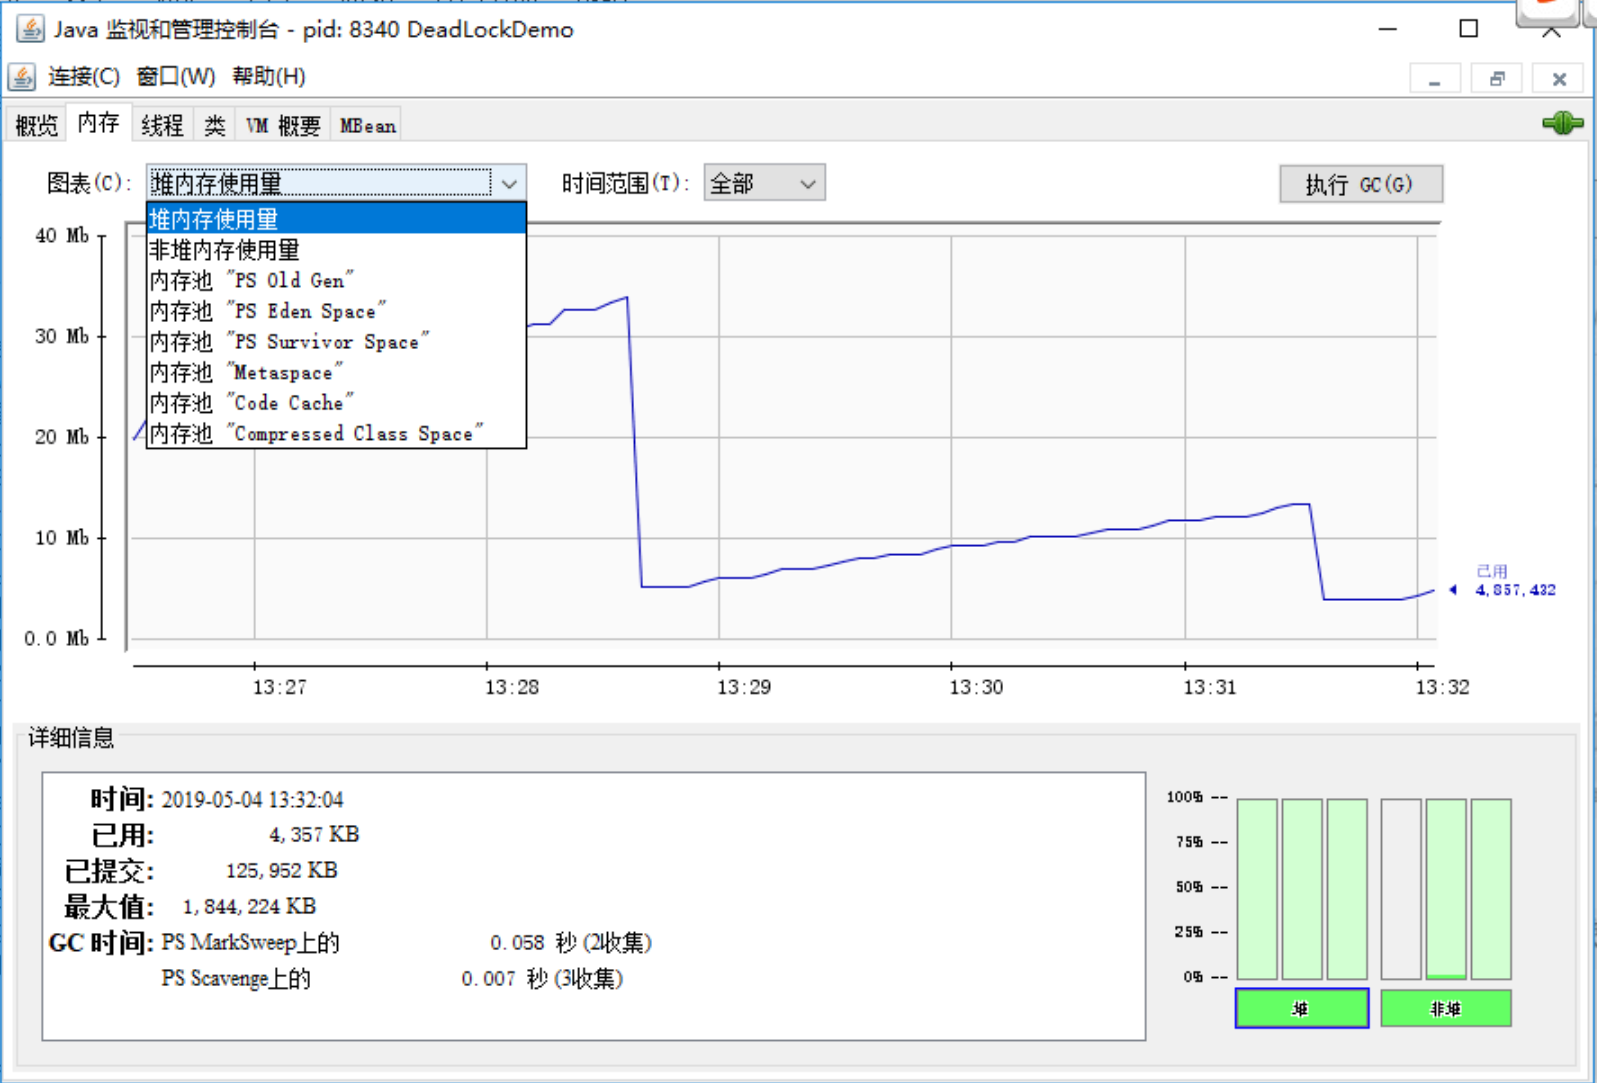 Java 监视和管理控制台 - pid: 8340 DeadLockDemo
连接(C) 窗口(W) 帮助(H)
概览 内存 线程 类 VM 概要 MBean
图表(C): 堆内存使用量 时间范围(T): 全部 执行 GC(G)
堆内存使用量
非堆内存使用量
内存池 "PS Old Gen"
内存池 "PS Eden Space"
内存池 "PS Survivor Space"
内存池 "Metaspace"
内存池 "Code Cache"
内存池 "Compressed Class Space"
40 Mb
30 Mb
20 Mb
10 Mb
0.0 Mb
已用
4,857,432
13:27 13:28 13:29 13:30 13:31 13:32
详细信息
时间: 2019-05-04 13:32:04
已用: 4,357 KB
已提交: 125,952 KB
最大值: 1,844,224 KB
GC 时间: PS MarkSweep上的 0.058 秒 (2收集)
PS Scavenge上的 0.007 秒 (3收集)
100% --
75% --
50% --
25% --
0% --
堆 非堆